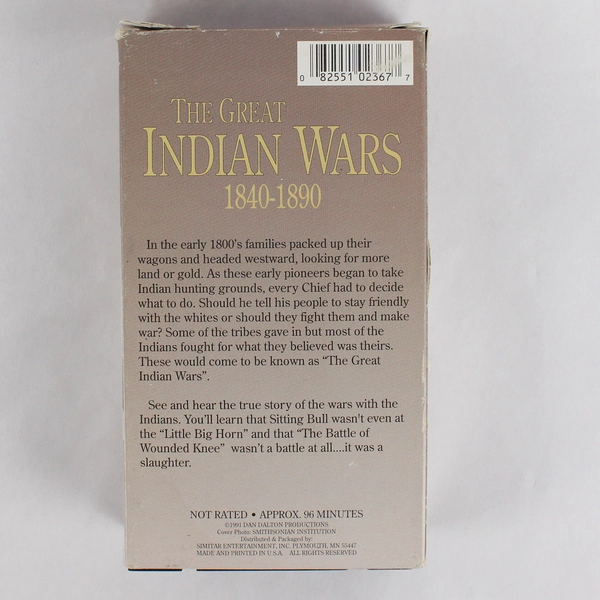 0 82551 02367 7
THE GREAT
INDIAN WARS
1840-1890
In the early 1800's families packed up their
wagons and headed westward, looking for more
land or gold. As these early pioneers began to take
Indian hunting grounds, every Chief had to decide
what to do. Should he tell his people to stay friendly
with the whites or should they fight them and make
war? Some of the tribes gave in but most of the
Indians fought for what they believed was theirs.
These would come to be known as "The Great
Indian Wars".
See and hear the true story of the wars with the
Indians. You'll learn that Sitting Bull wasn't even at
the "Little Big Horn" and that "The Battle of
Wounded Knee" wasn't a battle at all....it was a
slaughter.
NOT RATED • APPROX. 96 MINUTES
©1991 DAN DALTON PRODUCTIONS
Cover Photo: SMITHSONIAN INSTITUTION
Distributed & Packaged by:
SIMITAR ENTERTAINMENT, INC. PLYMOUTH, MN 55447
MADE AND PRINTED IN U.S.A. ALL RIGHTS RESERVED